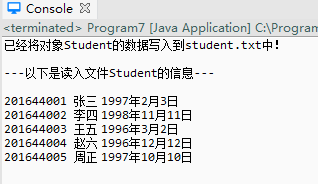 Console
<terminated> Program7 [Java Application] C:\Program
已经将对象Student的数据写入到student.txt中!
---以下是读入文件Student的信息---
201644001 张三 1997年2月3日
201644002 李四 1998年11月11日
201644003 王五 1996年3月2日
201644004 赵六 1996年12月12日
201644005 周正 1997年10月10日